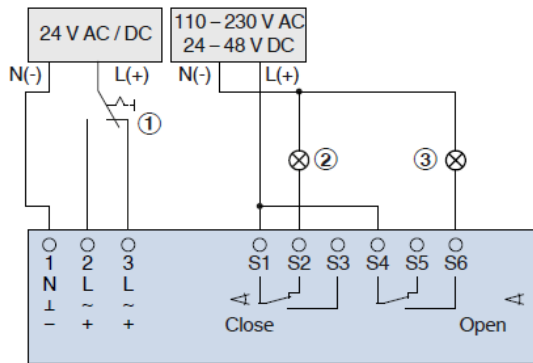 24 V AC / DC
110 – 230 V AC
24 – 48 V DC
N(-) L(+) N(-) L(+)
①
② ③
1 2 3 S1 S2 S3 S4 S5 S6
N L L
⊥ ~ ~
– + +
Close Open